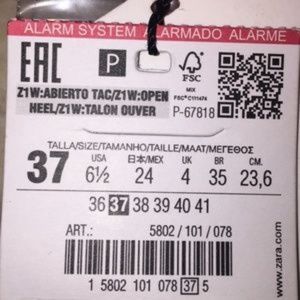 ALARM SYSTEM / ALARMADO ALARME
EAC P FSC
MIX
FSC® C111474
Z1W:ABIERTO TAC/Z1W:OPEN
HEEL/Z1W:TALON OUVER P-67818
TALLA/SIZE/TAMANHO/TAILLE/MAAT/ΜΕΓΕΘΟΣ
USA 日本/MEX UK BR CM.
37 6½ 24 4 35 23,6
36 37 38 39 40 41
ART.: 5802 / 101 / 078
1 5802 101 078 37 5
www.zara.com